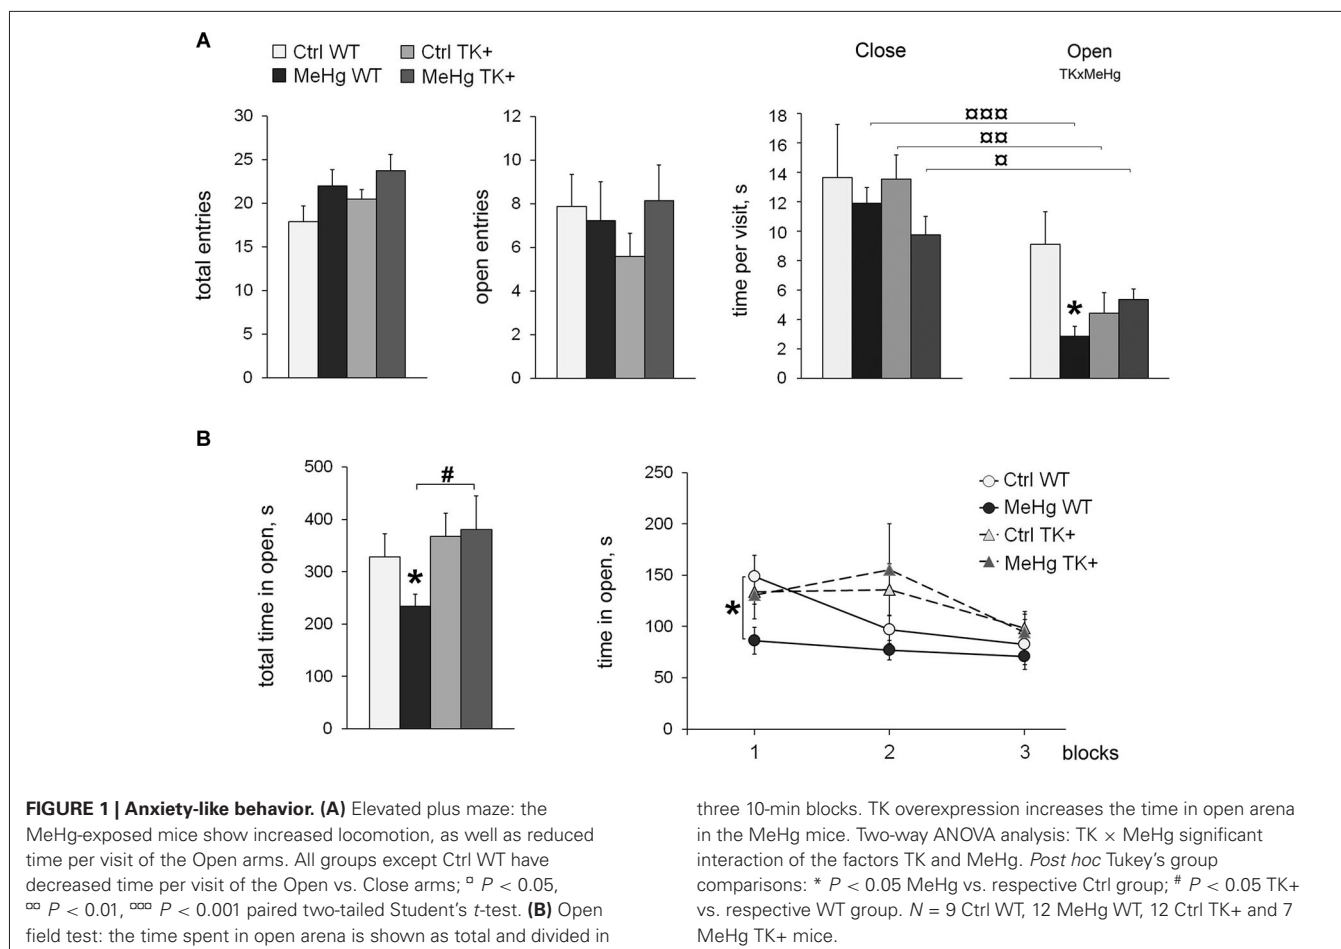 A
Ctrl WT
Ctrl TK+
MeHg WT
MeHg TK+
total entries
30
25
20
15
10
5
0
open entries
12
10
8
6
4
2
0
Close
Open
TKxMeHg
time per visit, s
18
16
14
12
10
8
6
4
2
0
¤¤¤
¤¤
¤
*
B
total time in open, s
500
400
300
200
100
0
*
#
time in open, s
250
200
150
100
50
0
*
Ctrl WT
MeHg WT
Ctrl TK+
MeHg TK+
1 2 3 blocks
FIGURE 1 | Anxiety-like behavior. (A) Elevated plus maze: the
MeHg-exposed mice show increased locomotion, as well as reduced
time per visit of the Open arms. All groups except Ctrl WT have
decreased time per visit of the Open vs. Close arms; ¤ P < 0.05,
¤¤ P < 0.01, ¤¤¤ P < 0.001 paired two-tailed Student's t-test. (B) Open
field test: the time spent in open arena is shown as total and divided in
three 10-min blocks. TK overexpression increases the time in open arena
in the MeHg mice. Two-way ANOVA analysis: TK × MeHg significant
interaction of the factors TK and MeHg. Post hoc Tukey's group
comparisons: * P < 0.05 MeHg vs. respective Ctrl group; # P < 0.05 TK+
vs. respective WT group. N = 9 Ctrl WT, 12 MeHg WT, 12 Ctrl TK+ and 7
MeHg TK+ mice.